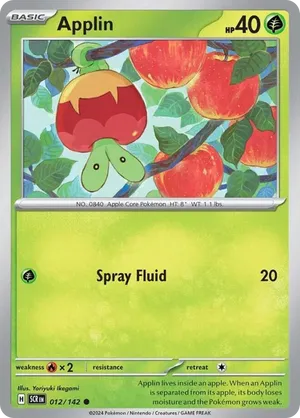 BASIC
Applin
HP 40
NO. 0840 Apple Core Pokémon HT: 8" WT: 1.1 lbs.
Spray Fluid 20
weakness ×2 resistance retreat
Illus. Yoriyuki Ikegami
H SCR EN 012/142
Applin lives inside an apple. When an Applin
is separated from its apple, its body loses
moisture and the Pokémon grows weak.
©2024 Pokémon / Nintendo / Creatures / GAME FREAK